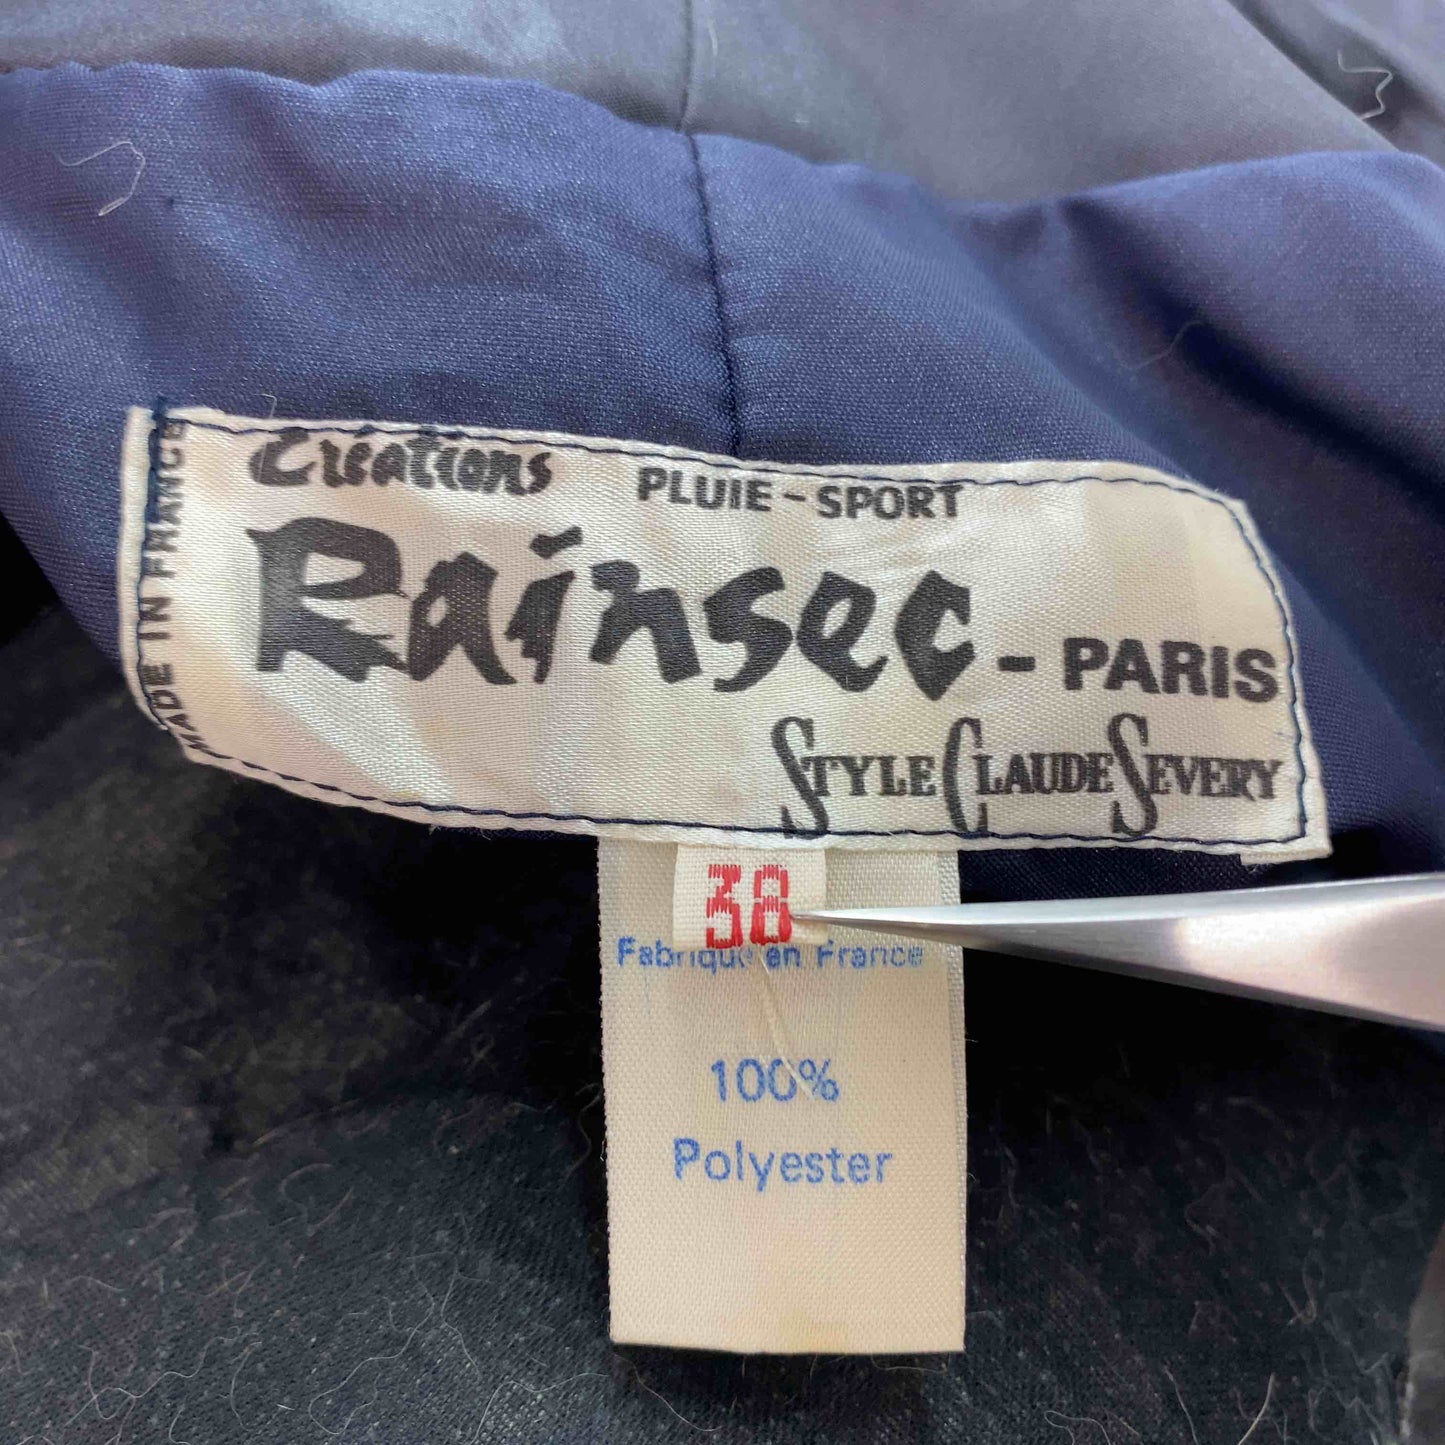 Créations
PLUIE-SPORT
Rainsec - PARIS
STYLE CLAUDE SEVERY
MADE IN FRANCE
38
Fabriqué en France
100%
Polyester